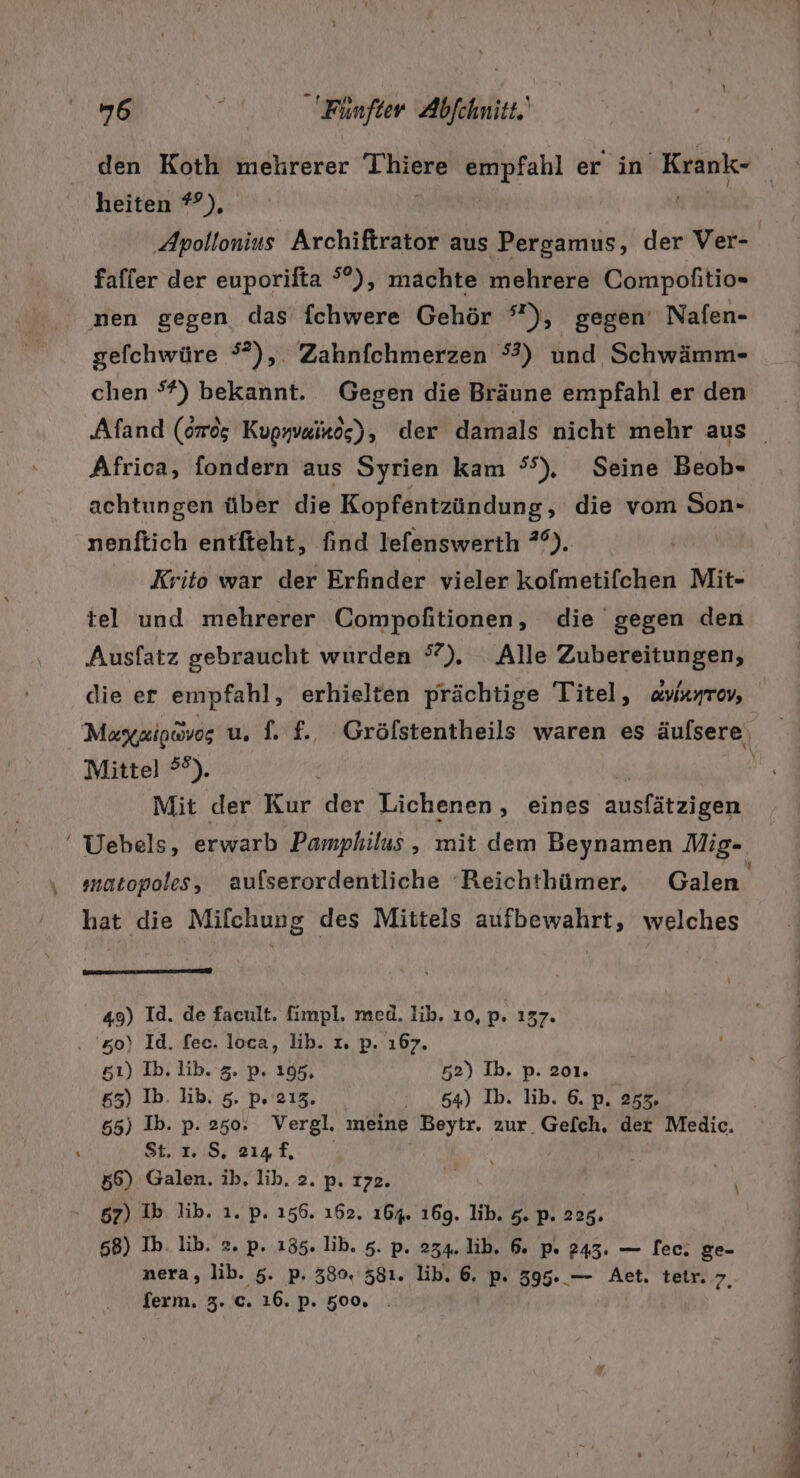 76 Fünfter Abſchnitt.
den Koth mehrerer Thiere empfahl er in Krank-
heiten ⁴⁹).
Apollonius Archiſtrator aus Pergamus, der Ver-
faſſer der euporiſta ⁵⁰), machte mehrere Compoſitio-
nen gegen das ſchwere Gehör ⁵¹), gegen Naſen-
geſchwüre ⁵²), Zahnſchmerzen ⁵³) und Schwämm-
chen ⁵⁴) bekannt. Gegen die Bräune empfahl er den
Aſand (ὀπὸς Κυρηναϊκός), der damals nicht mehr aus
Africa, ſondern aus Syrien kam ⁵⁵). Seine Beob-
achtungen über die Kopfentzündung, die vom Son-
nenſtich entſteht, ſind leſenswerth ⁵⁶).
Krito war der Erfinder vieler koſmetiſchen Mit-
tel und mehrerer Compoſitionen, die gegen den
Ausſatz gebraucht wurden ⁵⁷). Alle Zubereitungen,
die er empfahl, erhielten prächtige Titel, ἀνίκητον,
Μαχαιρῶνος u. ſ. f. Gröſstentheils waren es äuſsere
Mittel ⁵⁸).
Mit der Kur der Lichenen, eines ausſätzigen
Uebels, erwarb Pamphilus, mit dem Beynamen Mig-
matopoles, auſserordentliche Reichthümer. Galen
hat die Miſchung des Mittels aufbewahrt, welches
49) Id. de facult. ſimpl. med. lib. 10, p. 137.
50) Id. ſec. loca, lib. 1. p. 167.
51) Ib. lib. 3. p. 195. 52) Ib. p. 201.
53) Ib. lib. 5. p. 213. 54) Ib. lib. 6. p. 253.
55) Ib. p. 250. Vergl. meine Beytr. zur Geſch. der Medic.
St. 1. S. 214 f.
56) Galen. ib. lib. 2. p. 172.
57) Ib. lib. 1. p. 156. 162. 164. 169. lib. 5. p. 225.
58) Ib. lib. 2. p. 185. lib. 5. p. 234. lib. 6. p. 243. — ſec. ge-
nera, lib. 5. p. 380. 381. lib. 6. p. 395. — Aet. tetr. 7.
ſerm. 3. c. 16. p. 500.